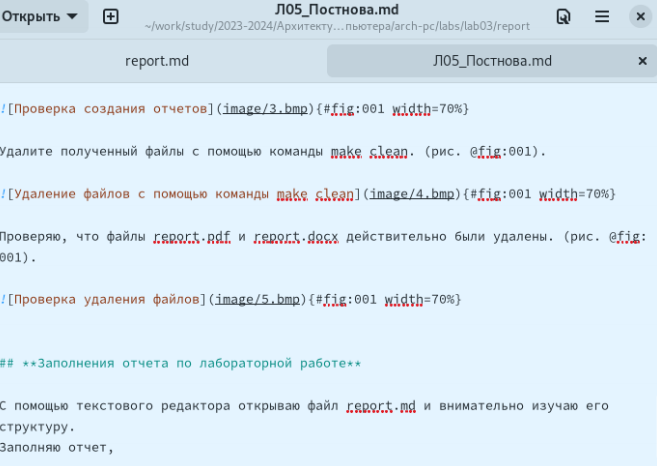 Открыть
Л05_Постнова.md
~/work/study/2023-2024/Архитекту…пьютера/arch-pc/labs/lab03/report
report.md
Л05_Постнова.md
![Проверка создания отчетов](image/3.bmp){#fig:001 width=70%}
Удалите полученный файлы с помощью команды make clean. (рис. @fig:001).
![Удаление файлов с помощью команды make clean](image/4.bmp){#fig:001 width=70%}
Проверяю, что файлы report.pdf и report.docx действительно были удалены. (рис. @fig:
001).
![Проверка удаления файлов](image/5.bmp){#fig:001 width=70%}
## **Заполнения отчета по лабораторной работе**
С помощью текстового редактора открываю файл report.md и внимательно изучаю его
структуру.
Заполняю отчет,